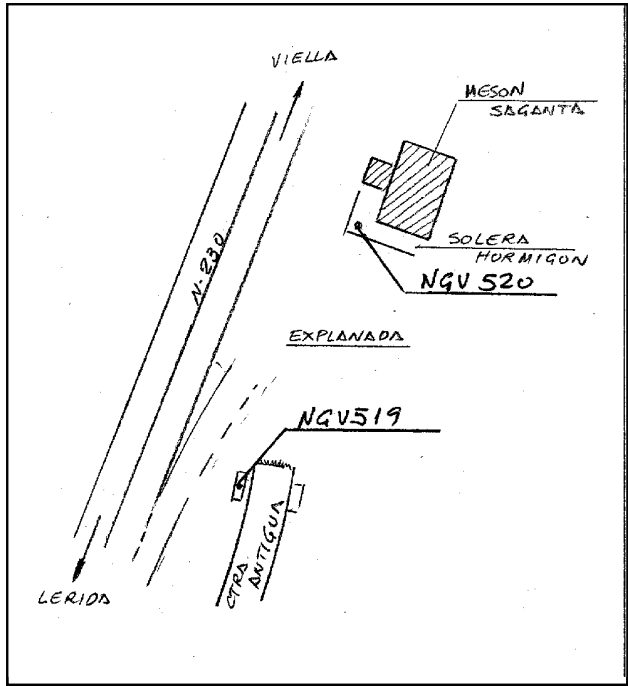 VIELLA
MESON
SAGANTA
N-230
SOLERA
HORMIGON
NGV 520
EXPLANADA
NGV519
CTRA
ANTIGUA
LERIDA